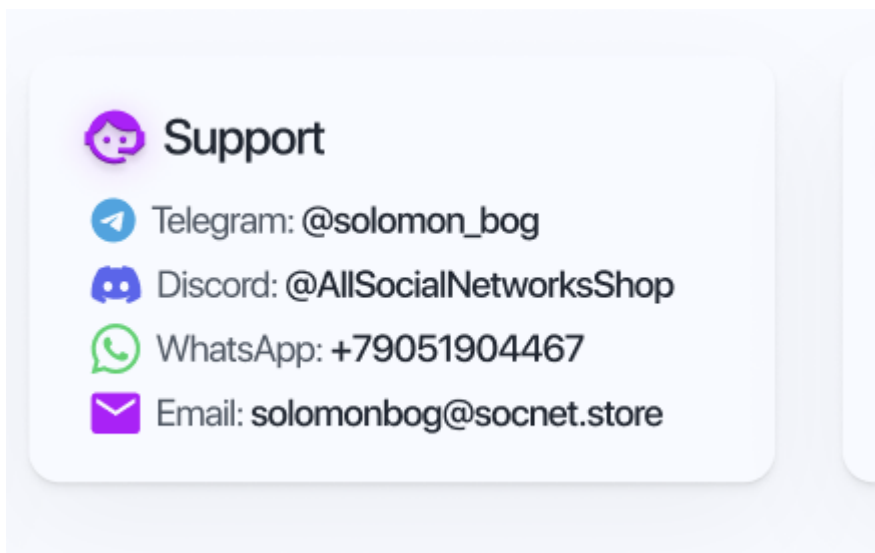 Support
Telegram: @solomon_bog
Discord: @AllSocialNetworksShop
WhatsApp: +79051904467
Email: solomonbog@socnet.store